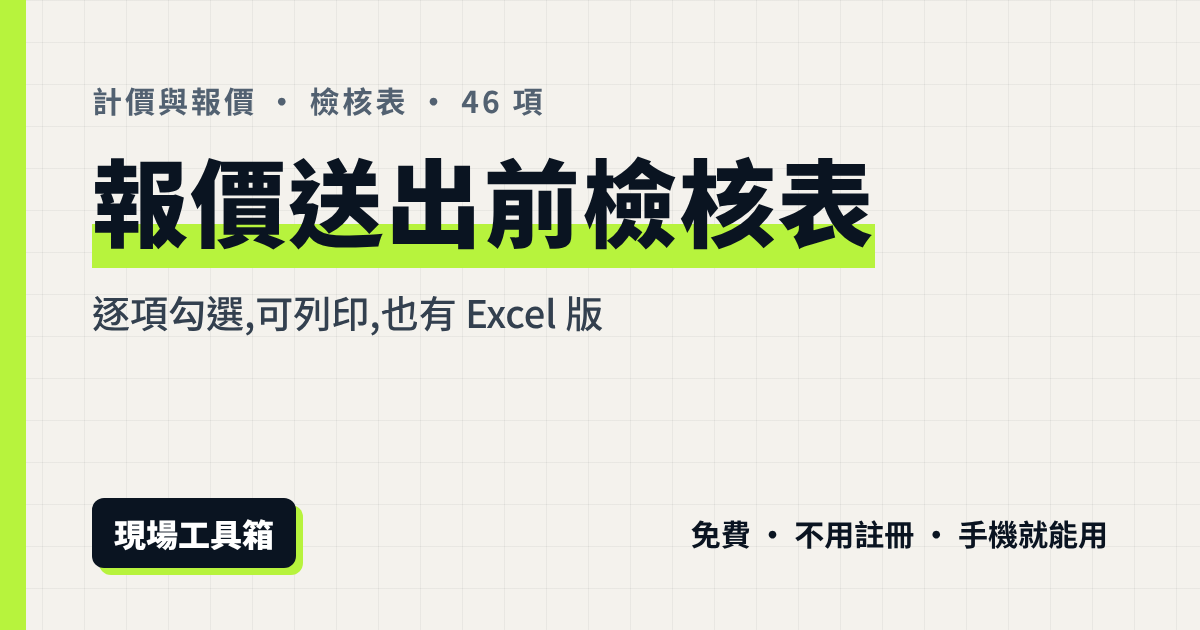 計價與報價 · 檢核表 · 46 項
報價送出前檢核表
逐項勾選,可列印,也有 Excel 版
現場工具箱
免費 · 不用註冊 · 手機就能用